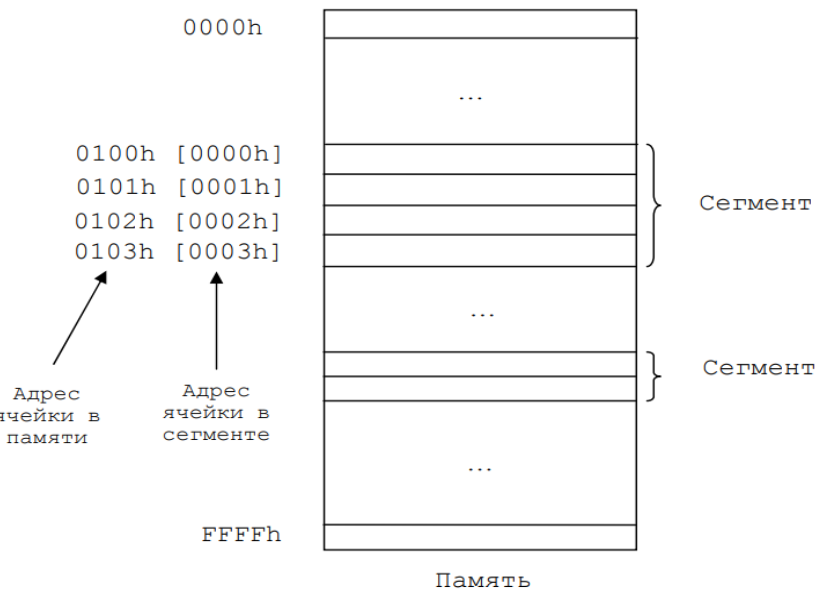 0000h
...
0100h [0000h]
0101h [0001h]
0102h [0002h]
0103h [0003h]
Сегмент
...
Сегмент
Адрес
ячейки в
памяти
Адрес
ячейки в
сегменте
...
FFFFh
Память